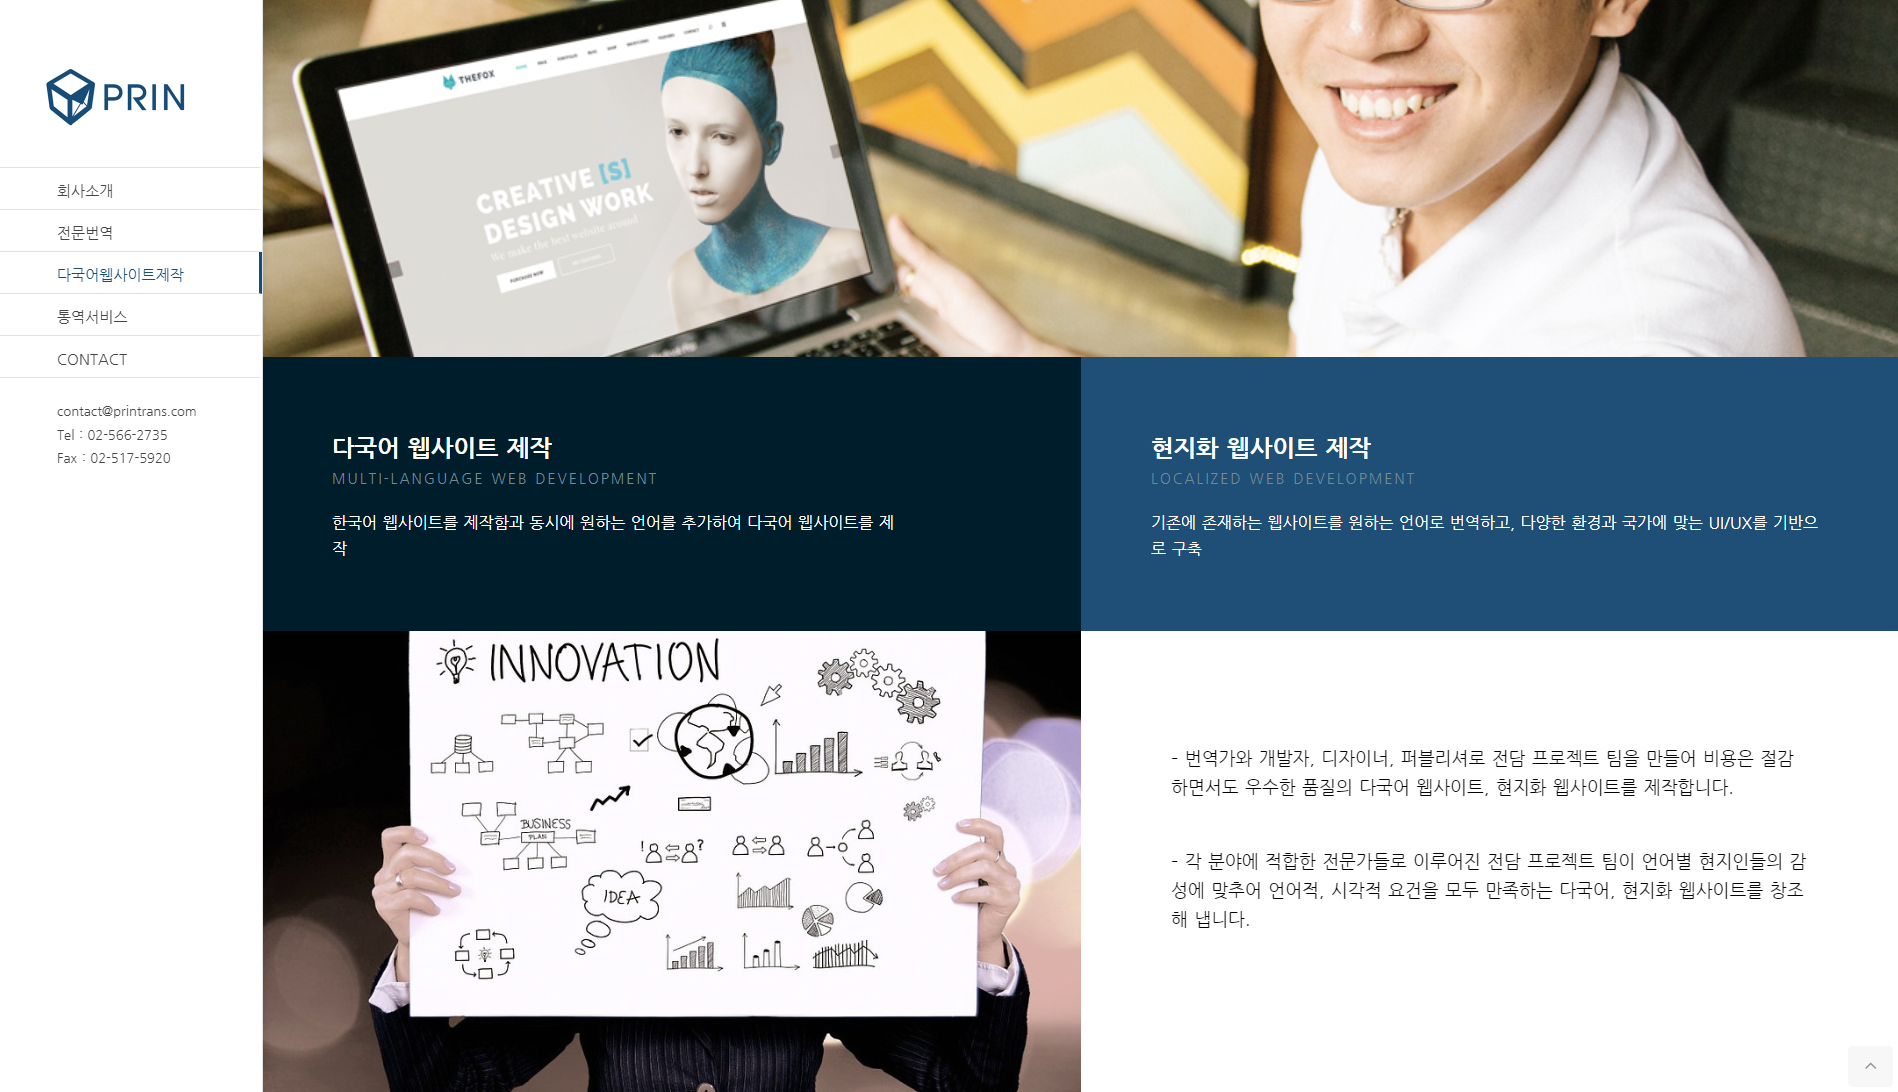 PRIN
회사소개
전문번역
다국어웹사이트제작
통역서비스
CONTACT
contact@printrans.com
Tel : 02-566-2735
Fax : 02-517-5920
THEFOX
CREATIVE [S]
DESIGN WORK
We make the best website around
PURCHASE NOW
다국어 웹사이트 제작
MULTI-LANGUAGE WEB DEVELOPMENT
한국어 웹사이트를 제작함과 동시에 원하는 언어를 추가하여 다국어 웹사이트를 제
작
현지화 웹사이트 제작
LOCALIZED WEB DEVELOPMENT
기존에 존재하는 웹사이트를 원하는 언어로 번역하고, 다양한 환경과 국가에 맞는 UI/UX를 기반으
로 구축
INNOVATION
BUSINESS
PLAN
IDEA
- 번역가와 개발자, 디자이너, 퍼블리셔로 전담 프로젝트 팀을 만들어 비용은 절감
하면서도 우수한 품질의 다국어 웹사이트, 현지화 웹사이트를 제작합니다.
- 각 분야에 적합한 전문가들로 이루어진 전담 프로젝트 팀이 언어별 현지인들의 감
성에 맞추어 언어적, 시각적 요건을 모두 만족하는 다국어, 현지화 웹사이트를 창조
해 냅니다.